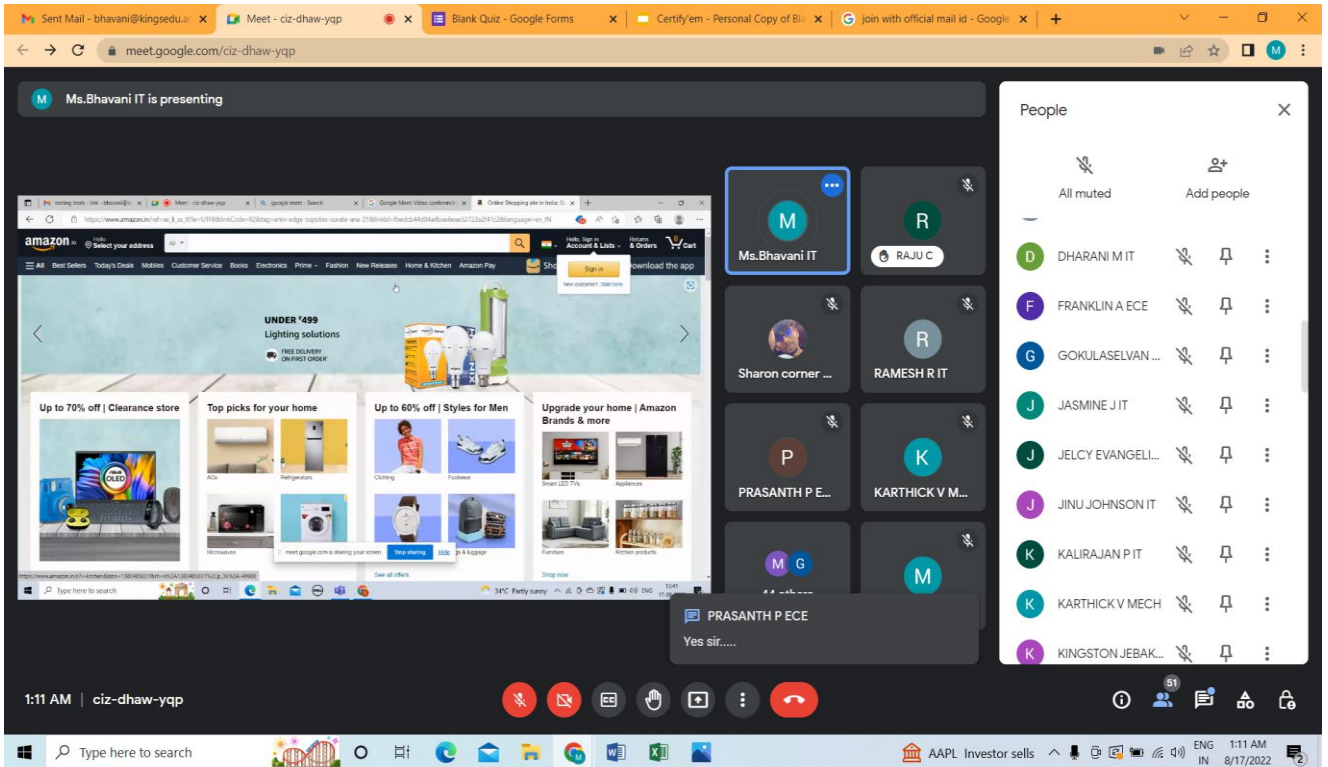 Sent Mail - bhavani@kingsedu.ac
Meet - ciz-dhaw-yqp
Blank Quiz - Google Forms
Certify'em - Personal Copy of Bla
join with official mail id - Google
meet.google.com/ciz-dhaw-yqp
M
M Ms.Bhavani IT is presenting
amazon.in
Hello
Select your address
All
Hello, Sign in
Account & Lists
Returns
& Orders
Cart
All Best Sellers Today's Deals Mobiles Customer Service Books Electronics Prime Fashion New Releases Home & Kitchen Amazon Pay
Download the app
Sign in
New customer? Start here.
UNDER ₹499
Lighting solutions
FREE DELIVERY
ON FIRST ORDER*
Up to 70% off | Clearance store
OLED
Top picks for your home
ACs
Refrigerators
Microwaves
Up to 60% off | Styles for Men
Clothing
Footwear
See all offers
Upgrade your home | Amazon
Brands & more
Smart LED TVs
Appliances
Furniture
Kitchen products
Shop now
meet.google.com is sharing your screen.
Stop sharing
Hide
Type here to search
34°C Partly sunny
ENG
13:41
M
Ms.Bhavani IT
R
RAJU C
Sharon corner ...
R
RAMESH R IT
P
PRASANTH P E...
K
KARTHICK V M...
M G
44 others
M
PRASANTH P ECE
Yes sir.....
People
All muted
Add people
D DHARANI M IT
F FRANKLIN A ECE
G GOKULASELVAN ...
J JASMINE J IT
J JELCY EVANGELI...
J JINU JOHNSON IT
K KALIRAJAN P IT
K KARTHICK V MECH
K KINGSTON JEBAK...
1:11 AM | ciz-dhaw-yqp
51
Type here to search
AAPL Investor sells
ENG
IN
1:11 AM
8/17/2022
2